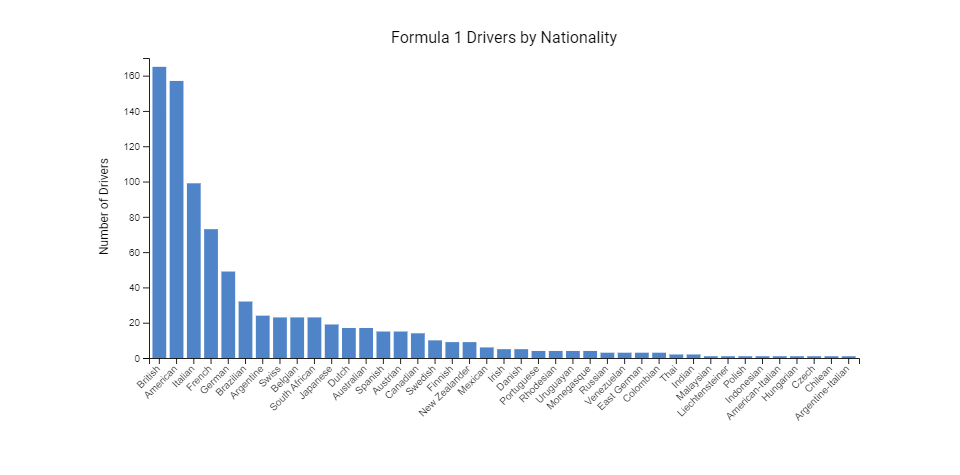 Formula 1 Drivers by Nationality
Number of Drivers
160
140
120
100
80
60
40
20
0
British
American
Italian
French
German
Brazilian
Argentine
Swiss
Belgian
South African
Japanese
Dutch
Australian
Spanish
Austrian
Canadian
Swedish
Finnish
New Zealander
Mexican
Irish
Danish
Portuguese
Rhodesian
Uruguayan
Monegasque
Russian
Venezuelan
East German
Colombian
Thai
Indian
Malaysian
Liechtensteiner
Polish
Indonesian
American-Italian
Hungarian
Czech
Chilean
Argentine-Italian